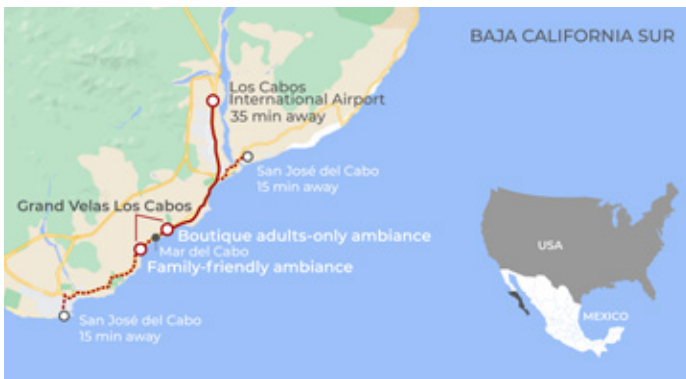 BAJA CALIFORNIA SUR
Los Cabos
International Airport
35 min away
San José del Cabo
15 min away
Grand Velas Los Cabos
Boutique adults-only ambiance
Mar del Cabo
Family-friendly ambiance
San José del Cabo
15 min away
USA
MEXICO